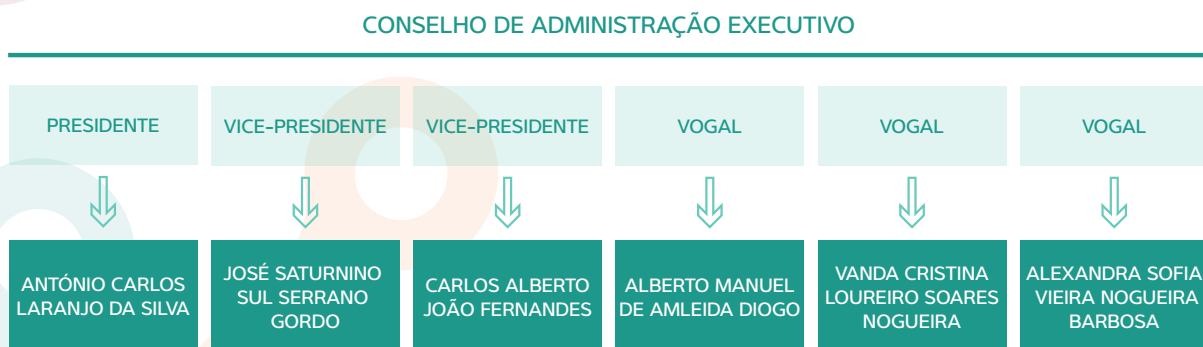 CONSELHO DE ADMINISTRAÇÃO EXECUTIVO
PRESIDENTE
VICE-PRESIDENTE
VICE-PRESIDENTE
VOGAL
VOGAL
VOGAL
ANTÓNIO CARLOS
LARANJO DA SILVA
JOSÉ SATURNINO
SUL SERRANO
GORDO
CARLOS ALBERTO
JOÃO FERNANDES
ALBERTO MANUEL
DE AMLEIDA DIOGO
VANDA CRISTINA
LOUREIRO SOARES
NOGUEIRA
ALEXANDRA SOFIA
VIEIRA NOGUEIRA
BARBOSA